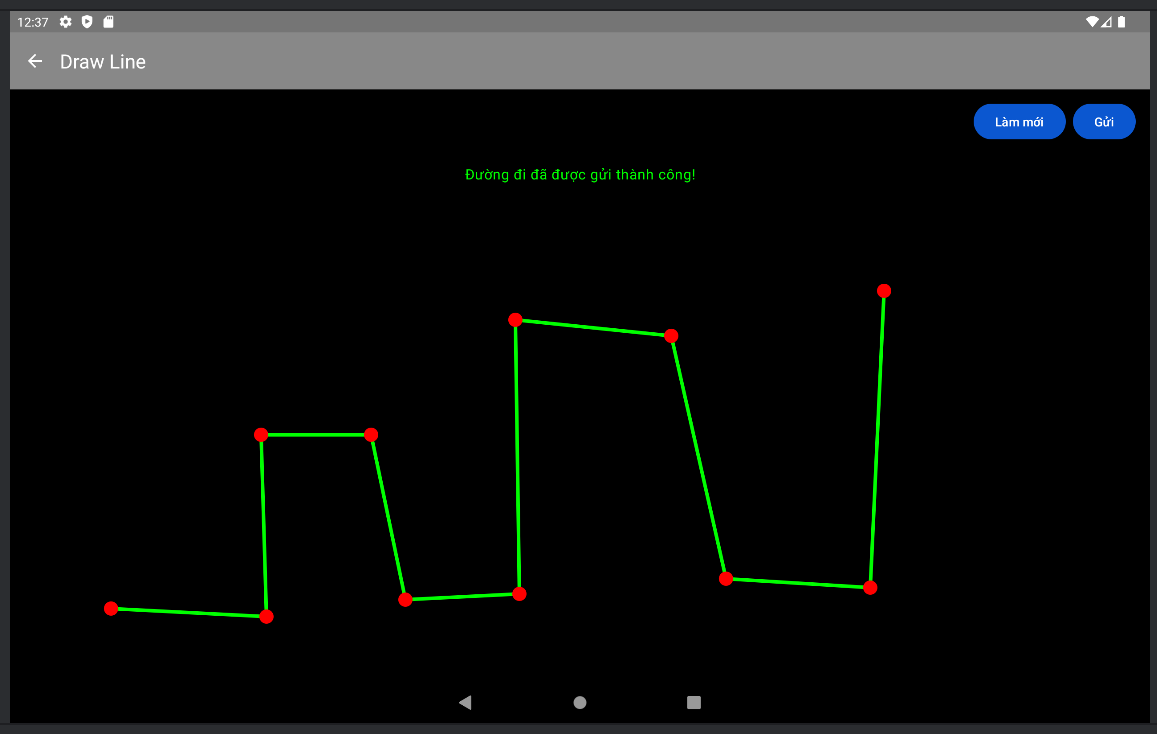 12:37
Draw Line
Làm mới
Gửi
Đường đi đã được gửi thành công!